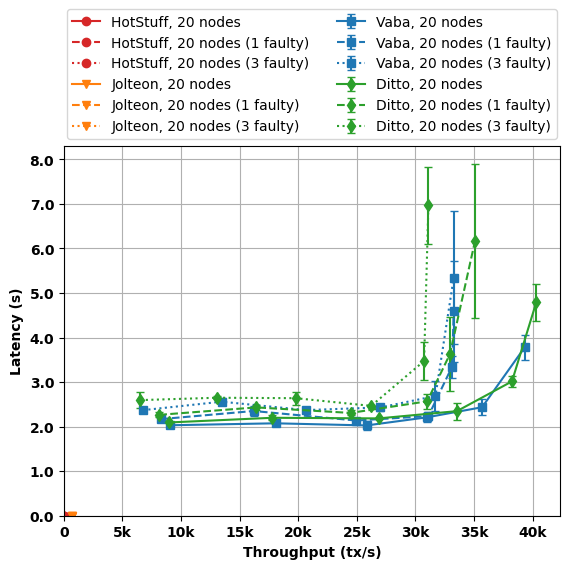 HotStuff, 20 nodes
HotStuff, 20 nodes (1 faulty)
HotStuff, 20 nodes (3 faulty)
Jolteon, 20 nodes
Jolteon, 20 nodes (1 faulty)
Jolteon, 20 nodes (3 faulty)
Vaba, 20 nodes
Vaba, 20 nodes (1 faulty)
Vaba, 20 nodes (3 faulty)
Ditto, 20 nodes
Ditto, 20 nodes (1 faulty)
Ditto, 20 nodes (3 faulty)
8.0
7.0
6.0
5.0
4.0
3.0
2.0
1.0
0.0
Latency (s)
0 5k 10k 15k 20k 25k 30k 35k 40k
Throughput (tx/s)